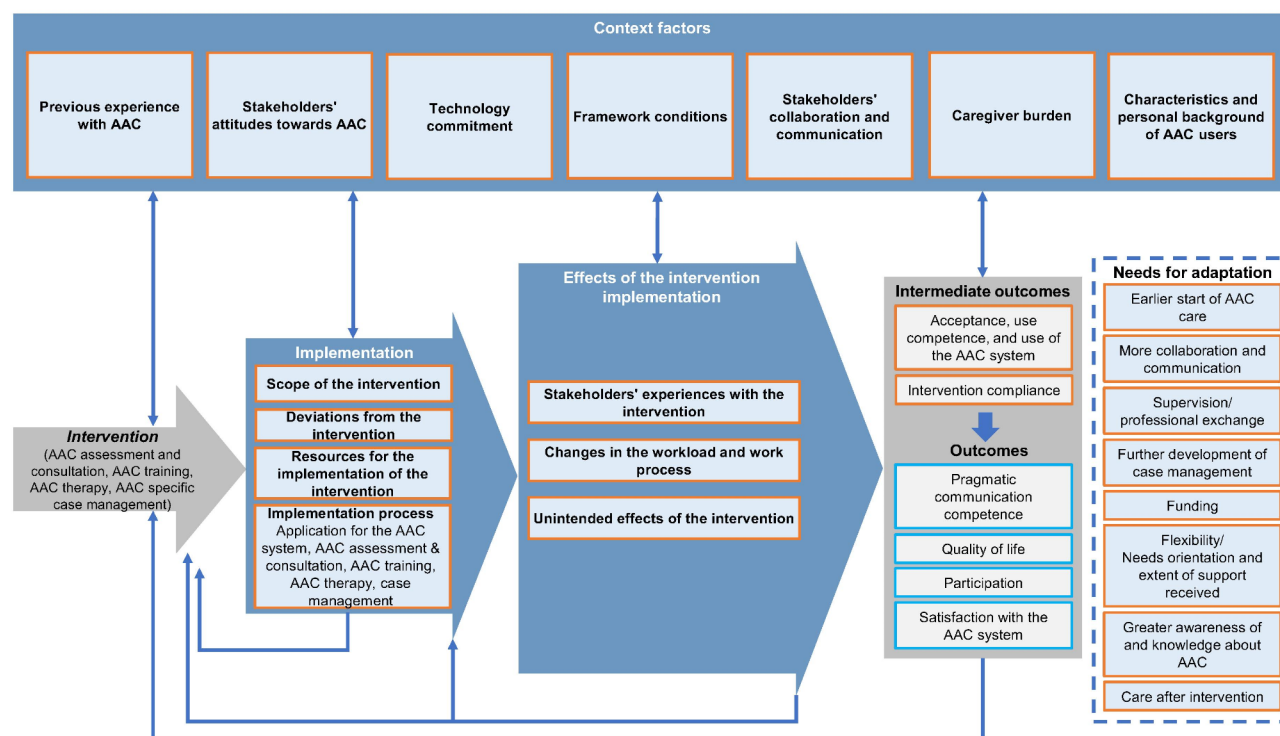 Context factors
Previous experience
with AAC
Stakeholders'
attitudes towards AAC
Technology
commitment
Framework conditions
Stakeholders'
collaboration and
communication
Caregiver burden
Characteristics and
personal background
of AAC users
Intervention
(AAC assessment and
consultation, AAC training,
AAC therapy, AAC specific
case management)
Implementation
Scope of the intervention
Deviations from the
intervention
Resources for the
implementation of the
intervention
Implementation process
Application for the AAC
system, AAC assessment &
consultation, AAC training,
AAC therapy, case
management
Effects of the intervention
implementation
Stakeholders' experiences with the
intervention
Changes in the workload and work
process
Unintended effects of the intervention
Intermediate outcomes
Acceptance, use
competence, and use of
the AAC system
Intervention compliance
Outcomes
Pragmatic
communication
competence
Quality of life
Participation
Satisfaction with the
AAC system
Needs for adaptation
Earlier start of AAC
care
More collaboration and
communication
Supervision/
professional exchange
Further development of
case management
Funding
Flexibility/
Needs orientation and
extent of support
received
Greater awareness of
and knowledge about
AAC
Care after intervention